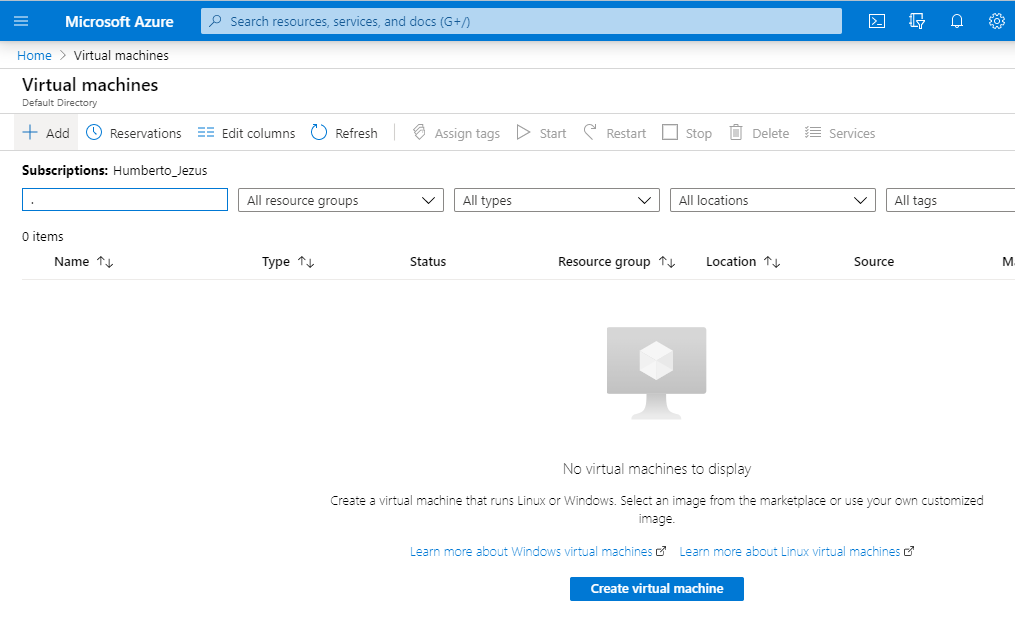 Microsoft Azure
Search resources, services, and docs (G+/)
Home > Virtual machines
Virtual machines
Default Directory
Add Reservations Edit columns Refresh Assign tags Start Restart Stop Delete Services
Subscriptions: Humberto_Jezus
. All resource groups All types All locations All tags
0 items
Name Type Status Resource group Location Source
No virtual machines to display
Create a virtual machine that runs Linux or Windows. Select an image from the marketplace or use your own customized
image.
Learn more about Windows virtual machines Learn more about Linux virtual machines
Create virtual machine